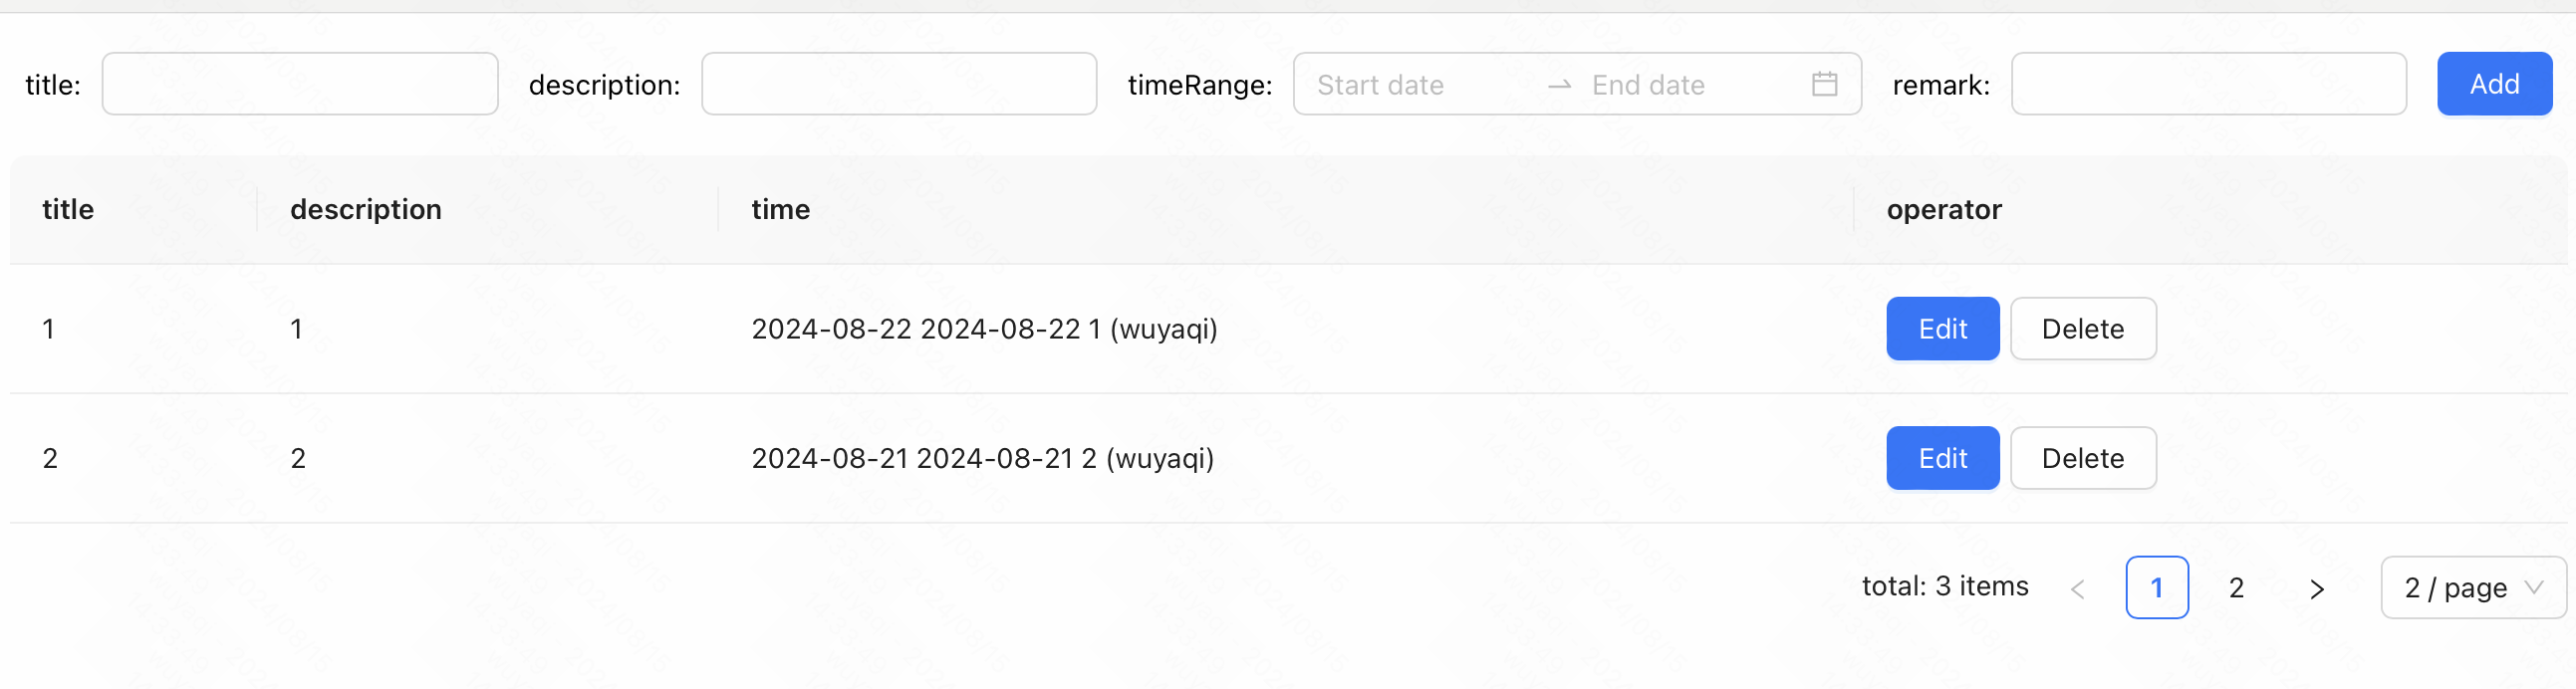 title: description: timeRange: Start date → End date remark: Add
title description time operator
1 1 2024-08-22 2024-08-22 1 (wuyaqi) Edit Delete
2 2 2024-08-21 2024-08-21 2 (wuyaqi) Edit Delete
total: 3 items < 1 2 > 2 / page